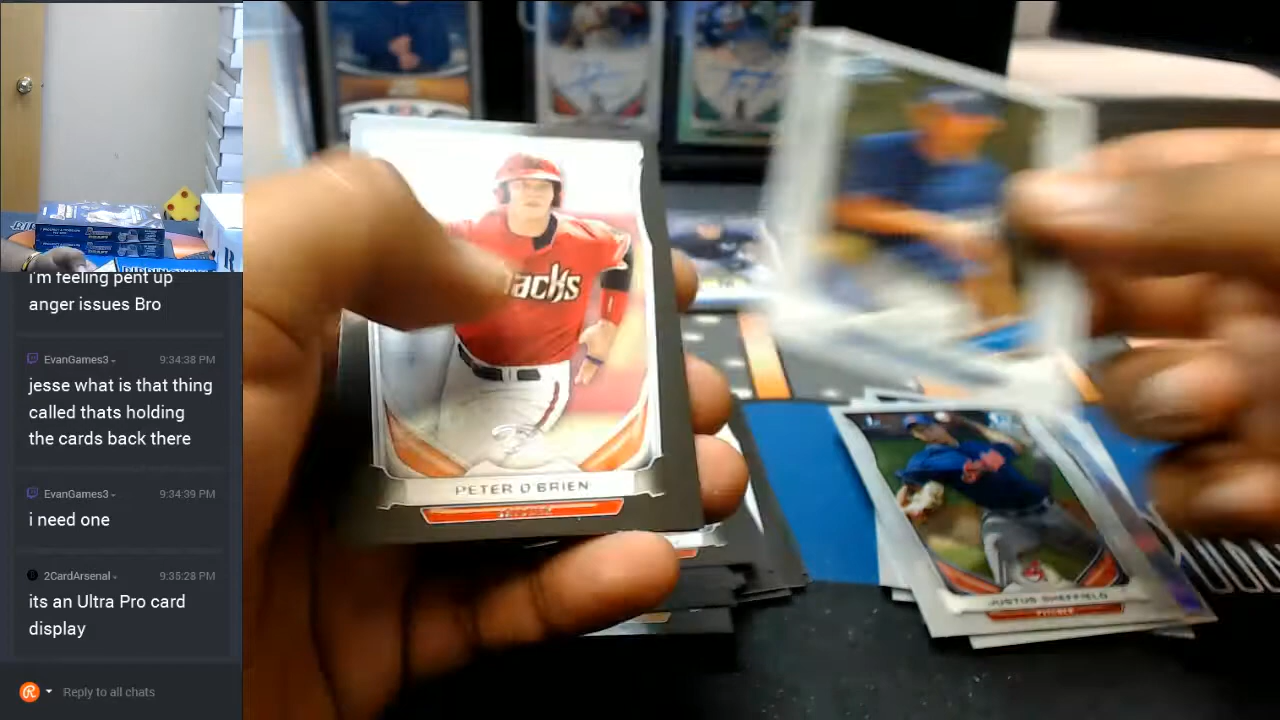 i'm feeling pent up
anger issues Bro
EvanGames3
9:34:38 PM
jesse what is that thing
called thats holding
the cards back there
EvanGames3
9:34:39 PM
i need one
2CardArsenal
9:35:28 PM
its an Ultra Pro card
display
Reply to all chats
acks
PETER O'BRIEN
JUSTUS SHEFFIELD
PITCHER